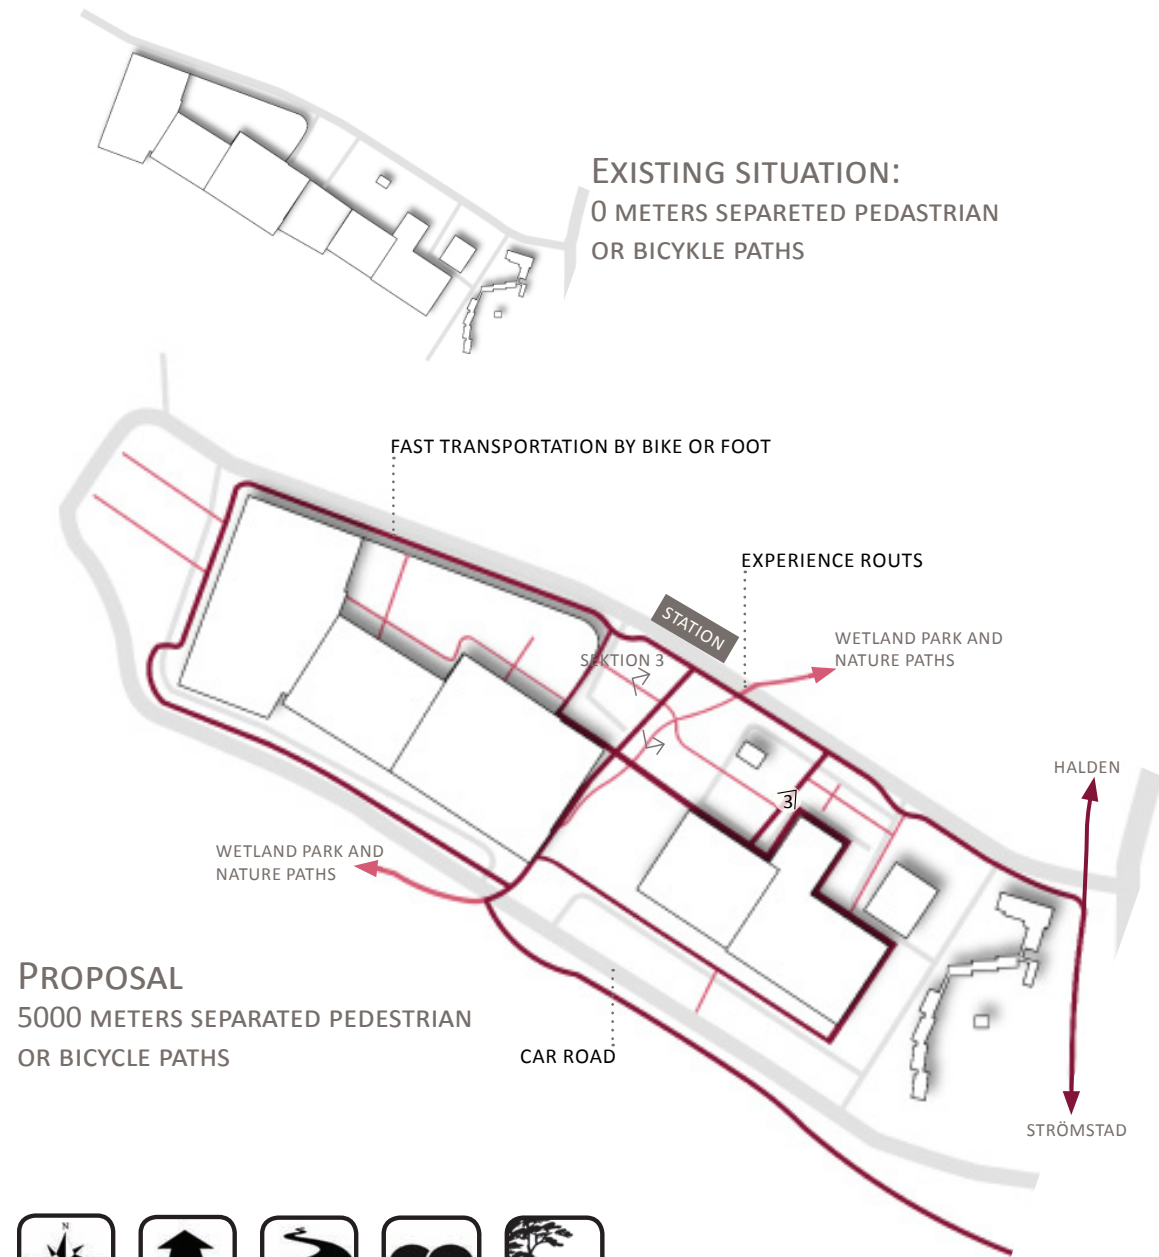 EXISTING SITUATION:
0 METERS SEPARETED PEDASTRIAN
OR BICYKLE PATHS
FAST TRANSPORTATION BY BIKE OR FOOT
EXPERIENCE ROUTS
STATION
WETLAND PARK AND
NATURE PATHS
SEKTION 3
HALDEN
3
WETLAND PARK AND
NATURE PATHS
PROPOSAL
5000 METERS SEPARATED PEDESTRIAN
OR BICYCLE PATHS
CAR ROAD
STRÖMSTAD
N